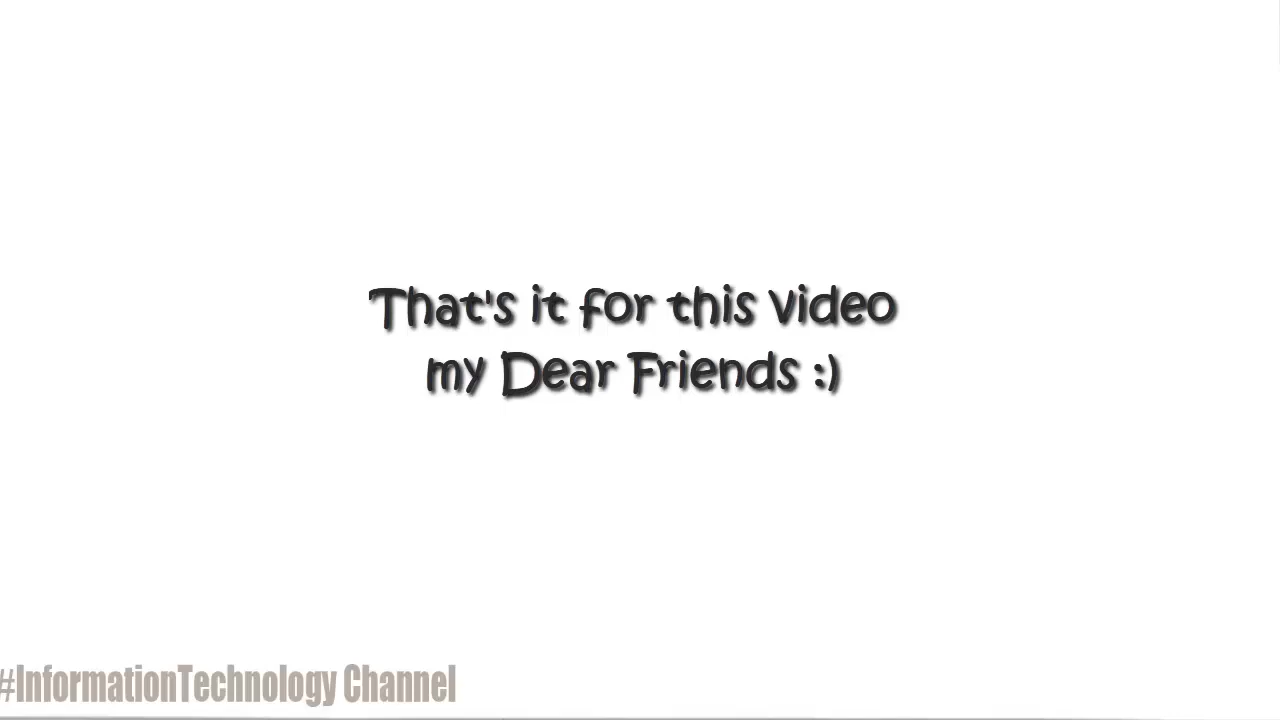 That's it for this video
my Dear Friends :)
#InformationTechnology Channel